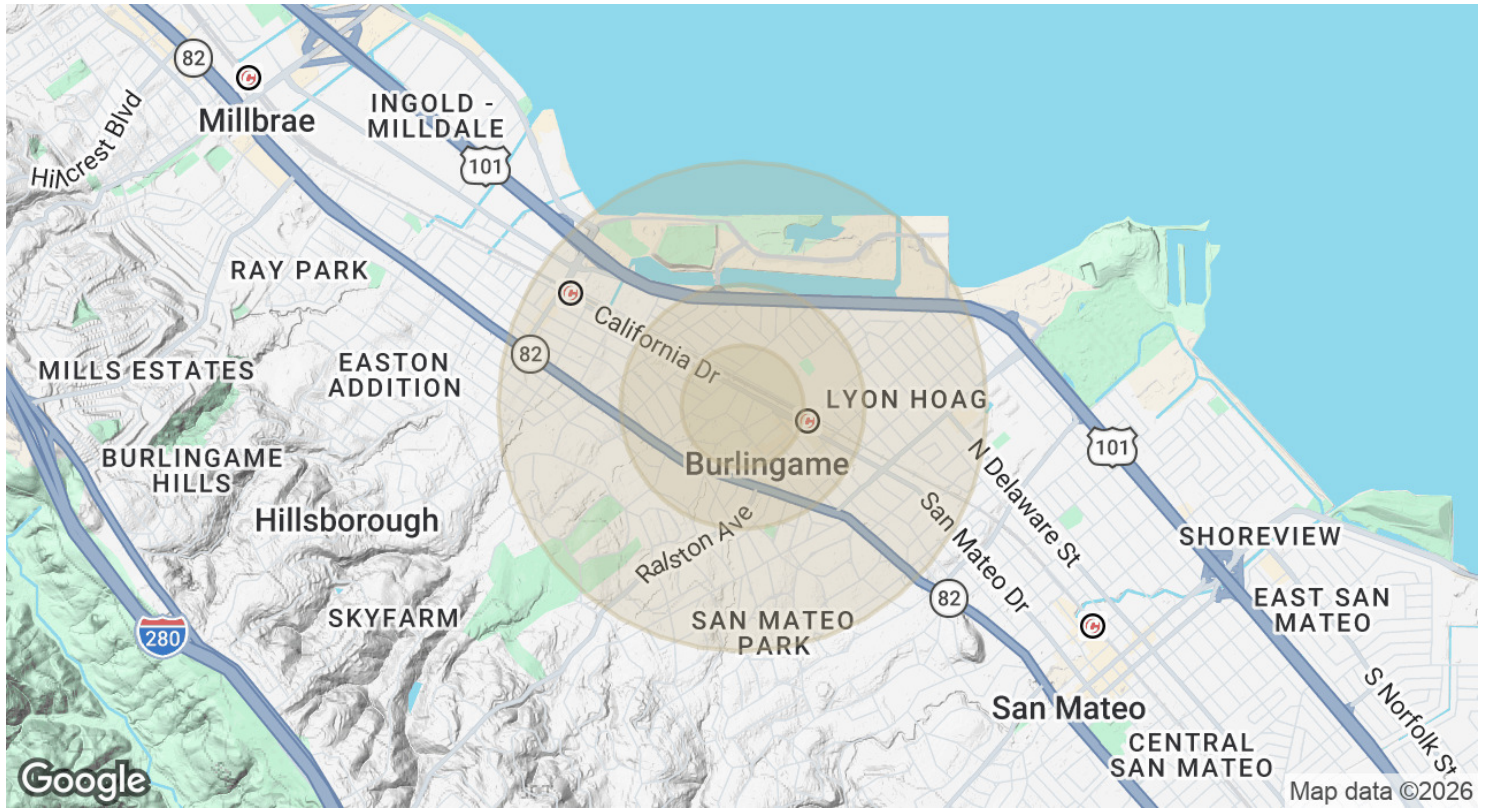 82
Millbrae
Hillcrest Blvd
INGOLD -
MILLDALE
101
RAY PARK
MILLS ESTATES
EASTON
ADDITION
82
California Dr
LYON HOAG
BURLINGAME
HILLS
Burlingame
101
Hillsborough
N Delaware St
San Mateo Dr
Ralston Ave
SHOREVIEW
SKYFARM
280
SAN MATEO
PARK
82
EAST SAN
MATEO
San Mateo
S Norfolk St
CENTRAL
SAN MATEO
Google
Map data ©2026